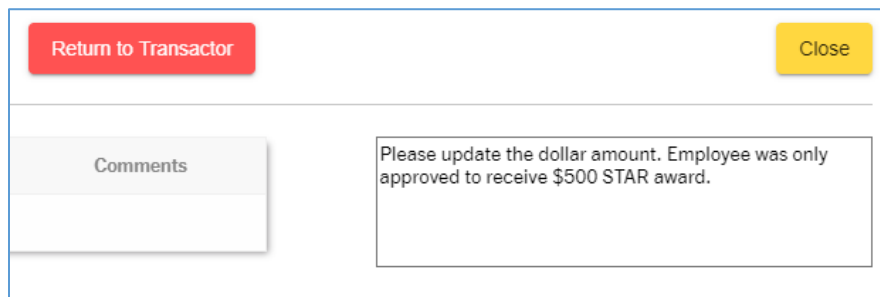 Return to Transactor
Close
Comments
Please update the dollar amount. Employee was only
approved to receive $500 STAR award.